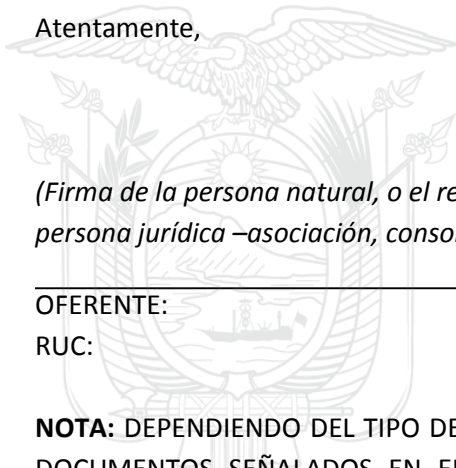 Atentamente,
(Firma de la persona natural, o el re
persona jurídica –asociación, conso
OFERENTE:
RUC:
NOTA: DEPENDIENDO DEL TIPO DE
DOCUMENTOS SEÑALADOS EN EL